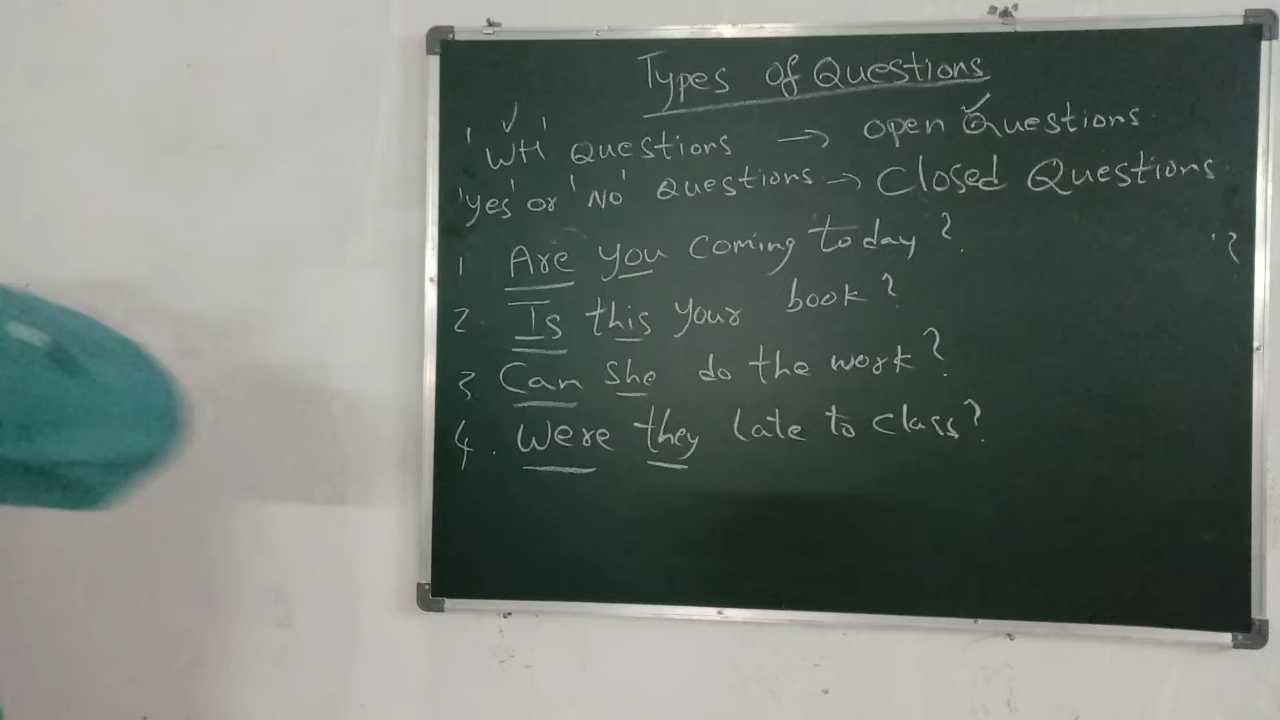 Types of Questions
'WH' Questions → open Questions
'yes' or 'No' Questions → Closed Questions
1 Are you coming today? '?
2. Is this your book?
3. Can she do the work?
4. Were they late to class?